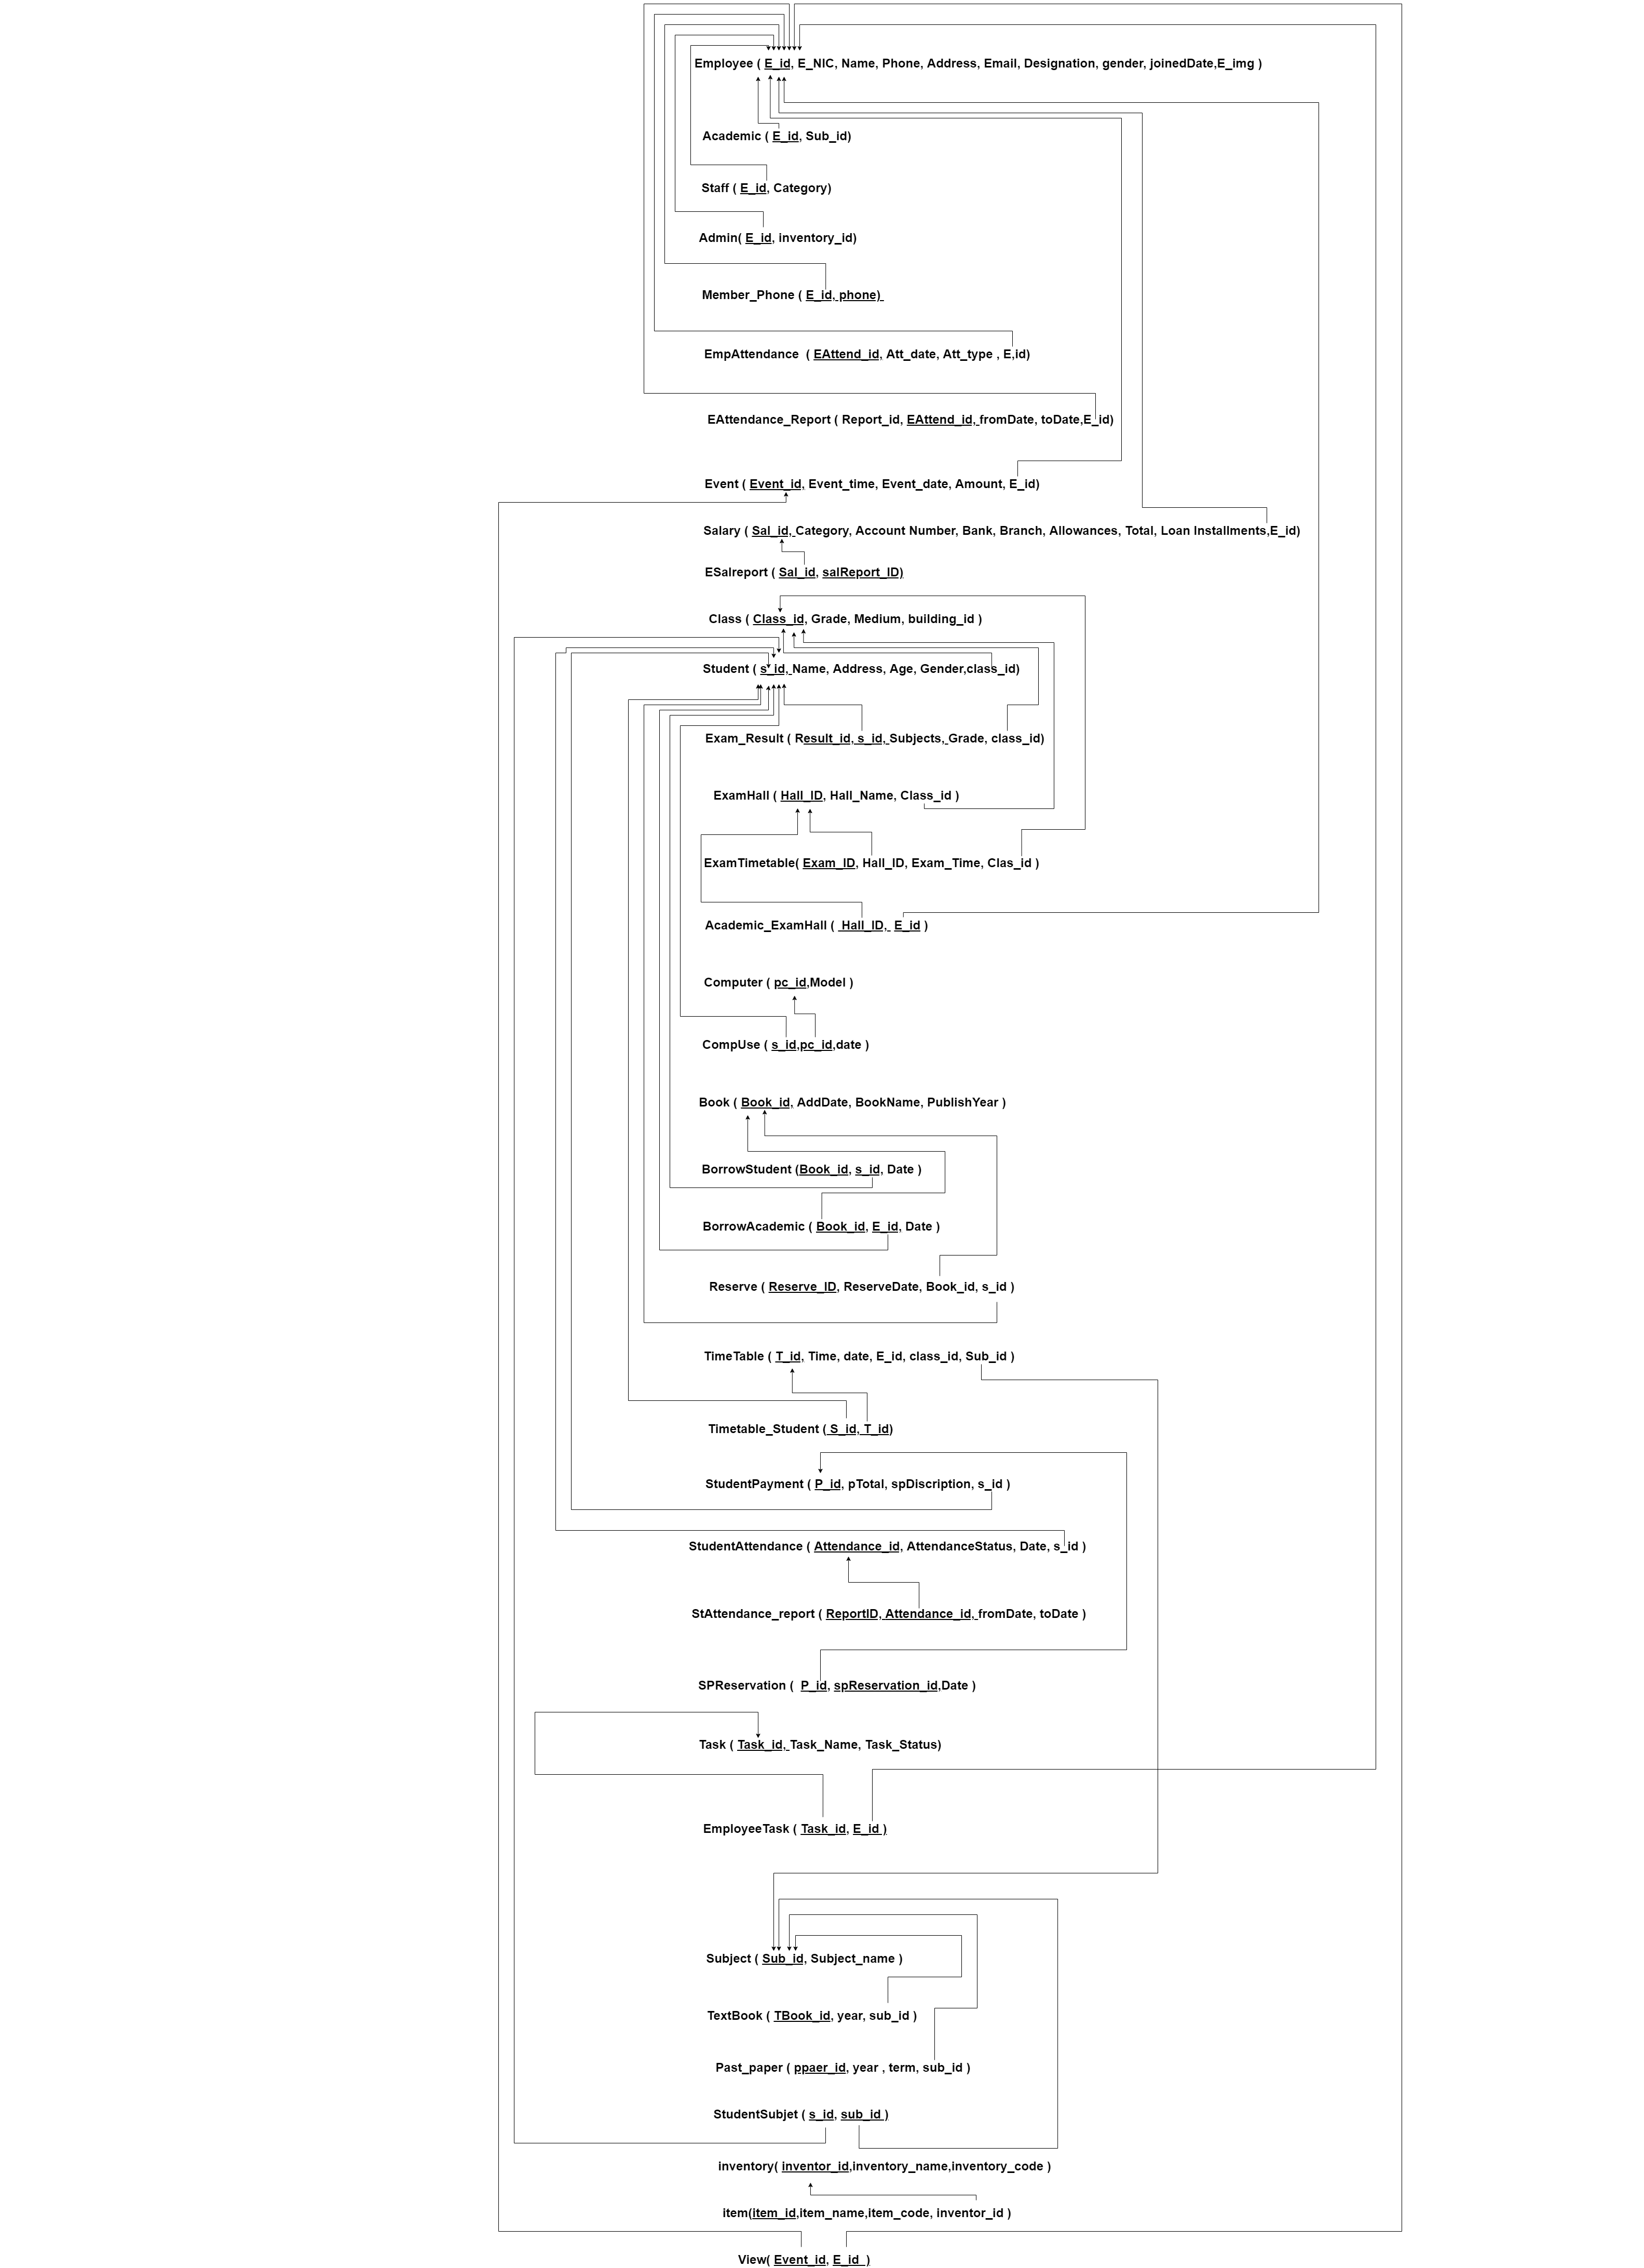 Employee ( E_id, E_NIC, Name, Phone, Address, Email, Designation, gender, joinedDate,E_img )
Academic ( E_id, Sub_id)
Staff ( E_id, Category)
Admin( E_id, inventory_id)
Member_Phone ( E_id, phone)
EmpAttendance ( EAttend_id, Att_date, Att_type , E,id)
EAttendance_Report ( Report_id, EAttend_id, fromDate, toDate,E_id)
Event ( Event_id, Event_time, Event_date, Amount, E_id)
Salary ( Sal_id, Category, Account Number, Bank, Branch, Allowances, Total, Loan Installments,E_id)
ESalreport ( Sal_id, salReport_ID)
Class ( Class_id, Grade, Medium, building_id )
Student ( s_id, Name, Address, Age, Gender,class_id)
Exam_Result ( Result_id, s_id, Subjects, Grade, class_id)
ExamHall ( Hall_ID, Hall_Name, Class_id )
ExamTimetable( Exam_ID, Hall_ID, Exam_Time, Clas_id )
Academic_ExamHall ( Hall_ID, E_id )
Computer ( pc_id,Model )
CompUse ( s_id,pc_id,date )
Book ( Book_id, AddDate, BookName, PublishYear )
BorrowStudent (Book_id, s_id, Date )
BorrowAcademic ( Book_id, E_id, Date )
Reserve ( Reserve_ID, ReserveDate, Book_id, s_id )
TimeTable ( T_id, Time, date, E_id, class_id, Sub_id )
Timetable_Student ( S_id, T_id)
StudentPayment ( P_id, pTotal, spDiscription, s_id )
StudentAttendance ( Attendance_id, AttendanceStatus, Date, s_id )
StAttendance_report ( ReportID, Attendance_id, fromDate, toDate )
SPReservation ( P_id, spReservation_id,Date )
Task ( Task_id, Task_Name, Task_Status)
EmployeeTask ( Task_id, E_id )
Subject ( Sub_id, Subject_name )
TextBook ( TBook_id, year, sub_id )
Past_paper ( ppaer_id, year , term, sub_id )
StudentSubjet ( s_id, sub_id )
inventory( inventor_id,inventory_name,inventory_code )
item(item_id,item_name,item_code, inventor_id )
View( Event_id, E_id )